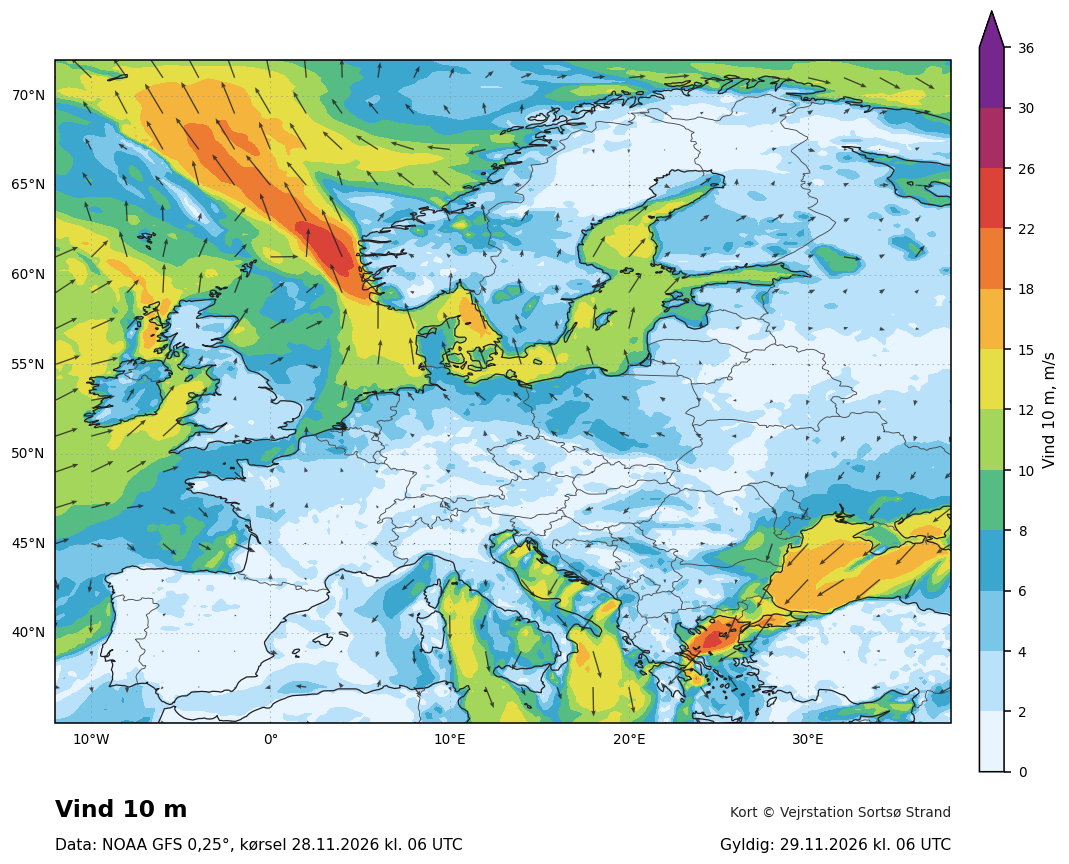 36
30
26
22
18
15
12
10
8
6
4
2
0
Vind 10 m, m/s
70°N
65°N
60°N
55°N
50°N
45°N
40°N
10°W
0°
10°E
20°E
30°E
Vind 10 m
Kort © Vejrstation Sortsø Strand
Data: NOAA GFS 0,25°, kørsel 28.11.2026 kl. 06 UTC
Gyldig: 29.11.2026 kl. 06 UTC